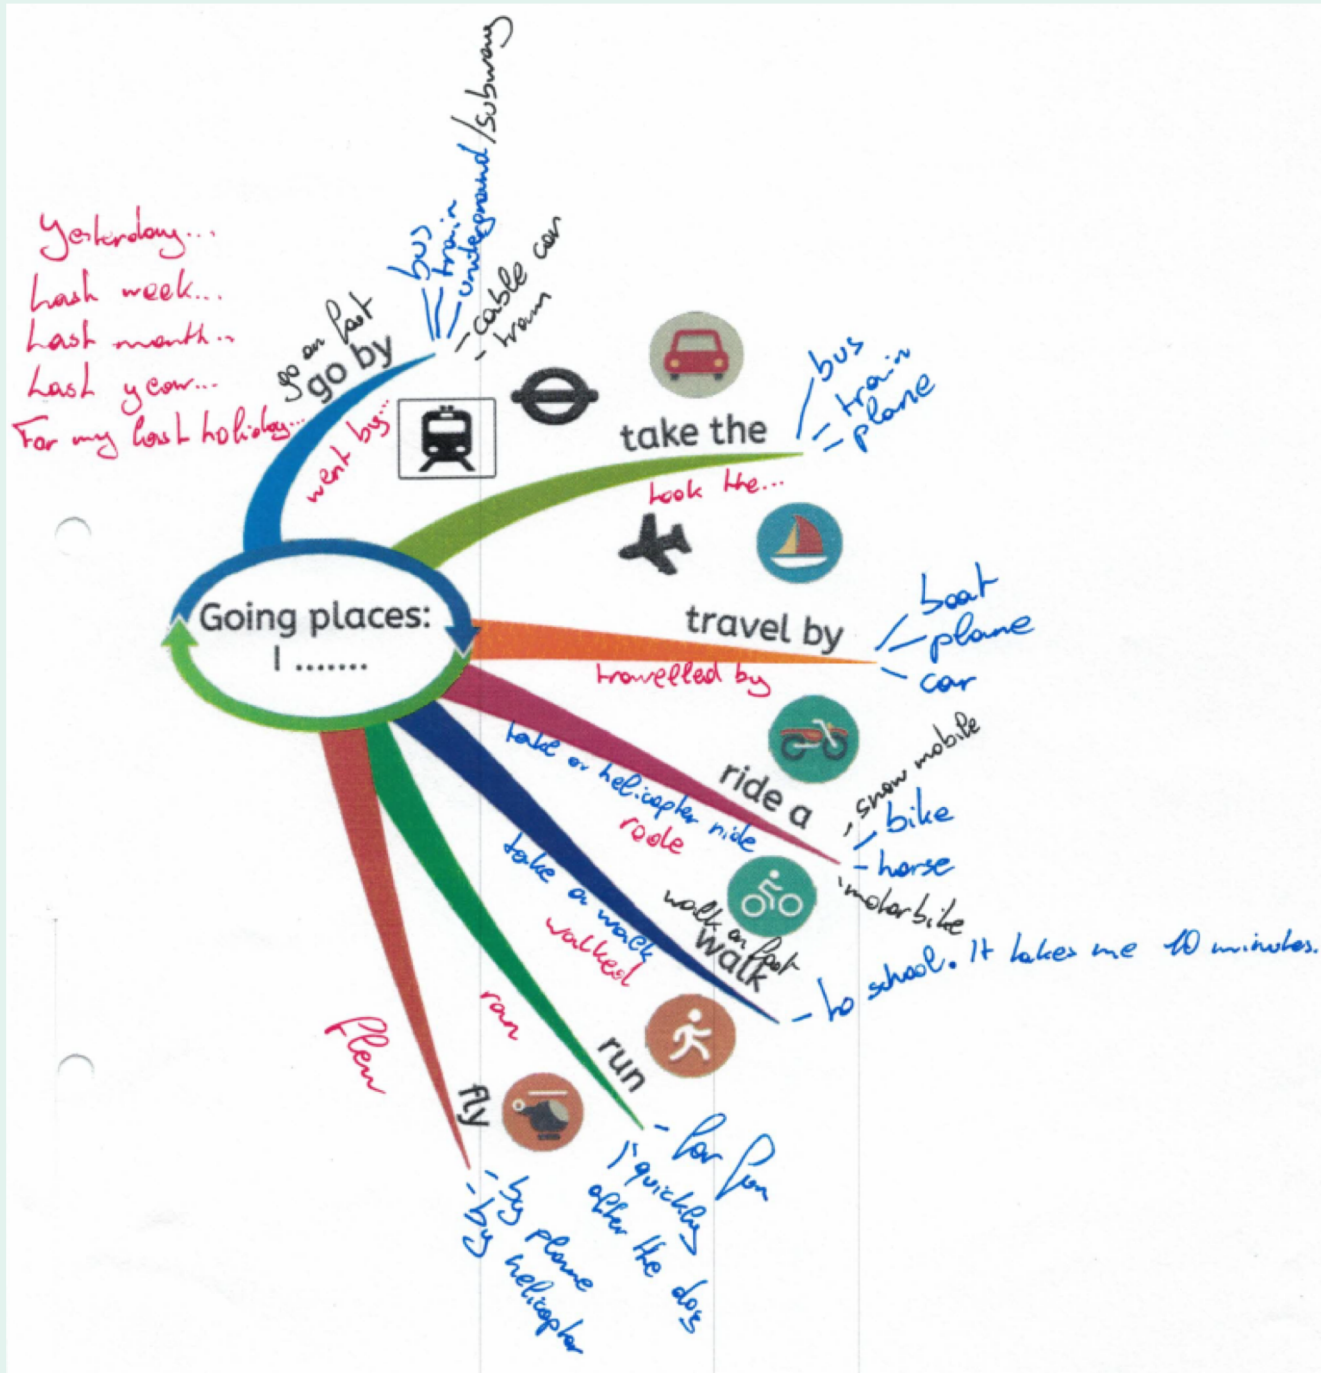 Yesterday...
Last week...
Last month...
Last year...
For my last holiday...
go on foot
go by
went by...
bus
train
underground/subway
- cable car
- tram
take the
took the...
bus
- train
- plane
Going places:
I .......
travel by
travelled by
boat
plane
car
take a helicopter ride
ride a
rode
snow mobile
- bike
- horse
motorbike
take a walk
walk on foot
walk
walked
- to school. It takes me 10 minutes.
ran
run
- for fun
quickly
after the dog
flew
fly
- by plane
- by helicopter